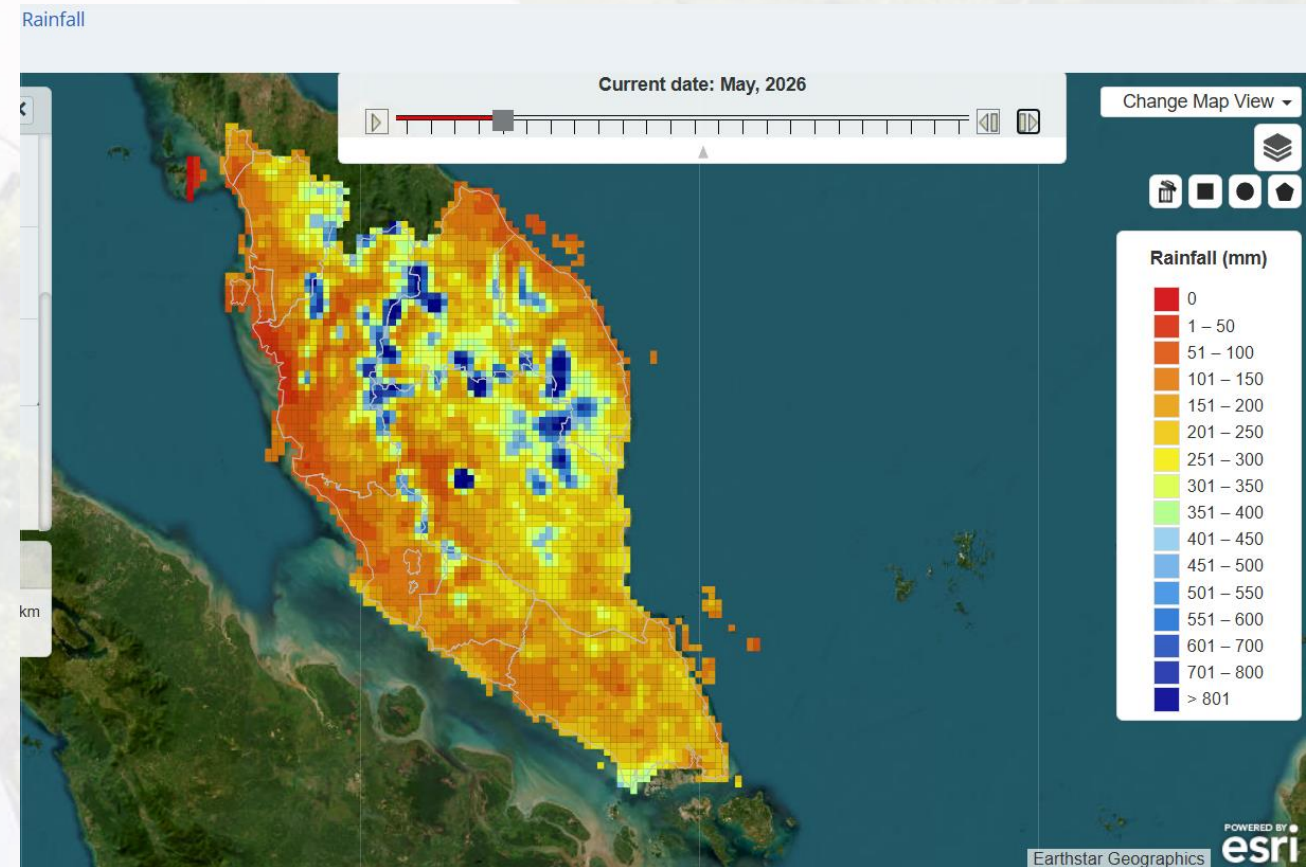 Rainfall
Current date: May, 2026
Change Map View
Rainfall (mm)
0
1 – 50
51 – 100
101 – 150
151 – 200
201 – 250
251 – 300
301 – 350
351 – 400
401 – 450
451 – 500
501 – 550
551 – 600
601 – 700
701 – 800
> 801
km
POWERED BY
esri
Earthstar Geographics